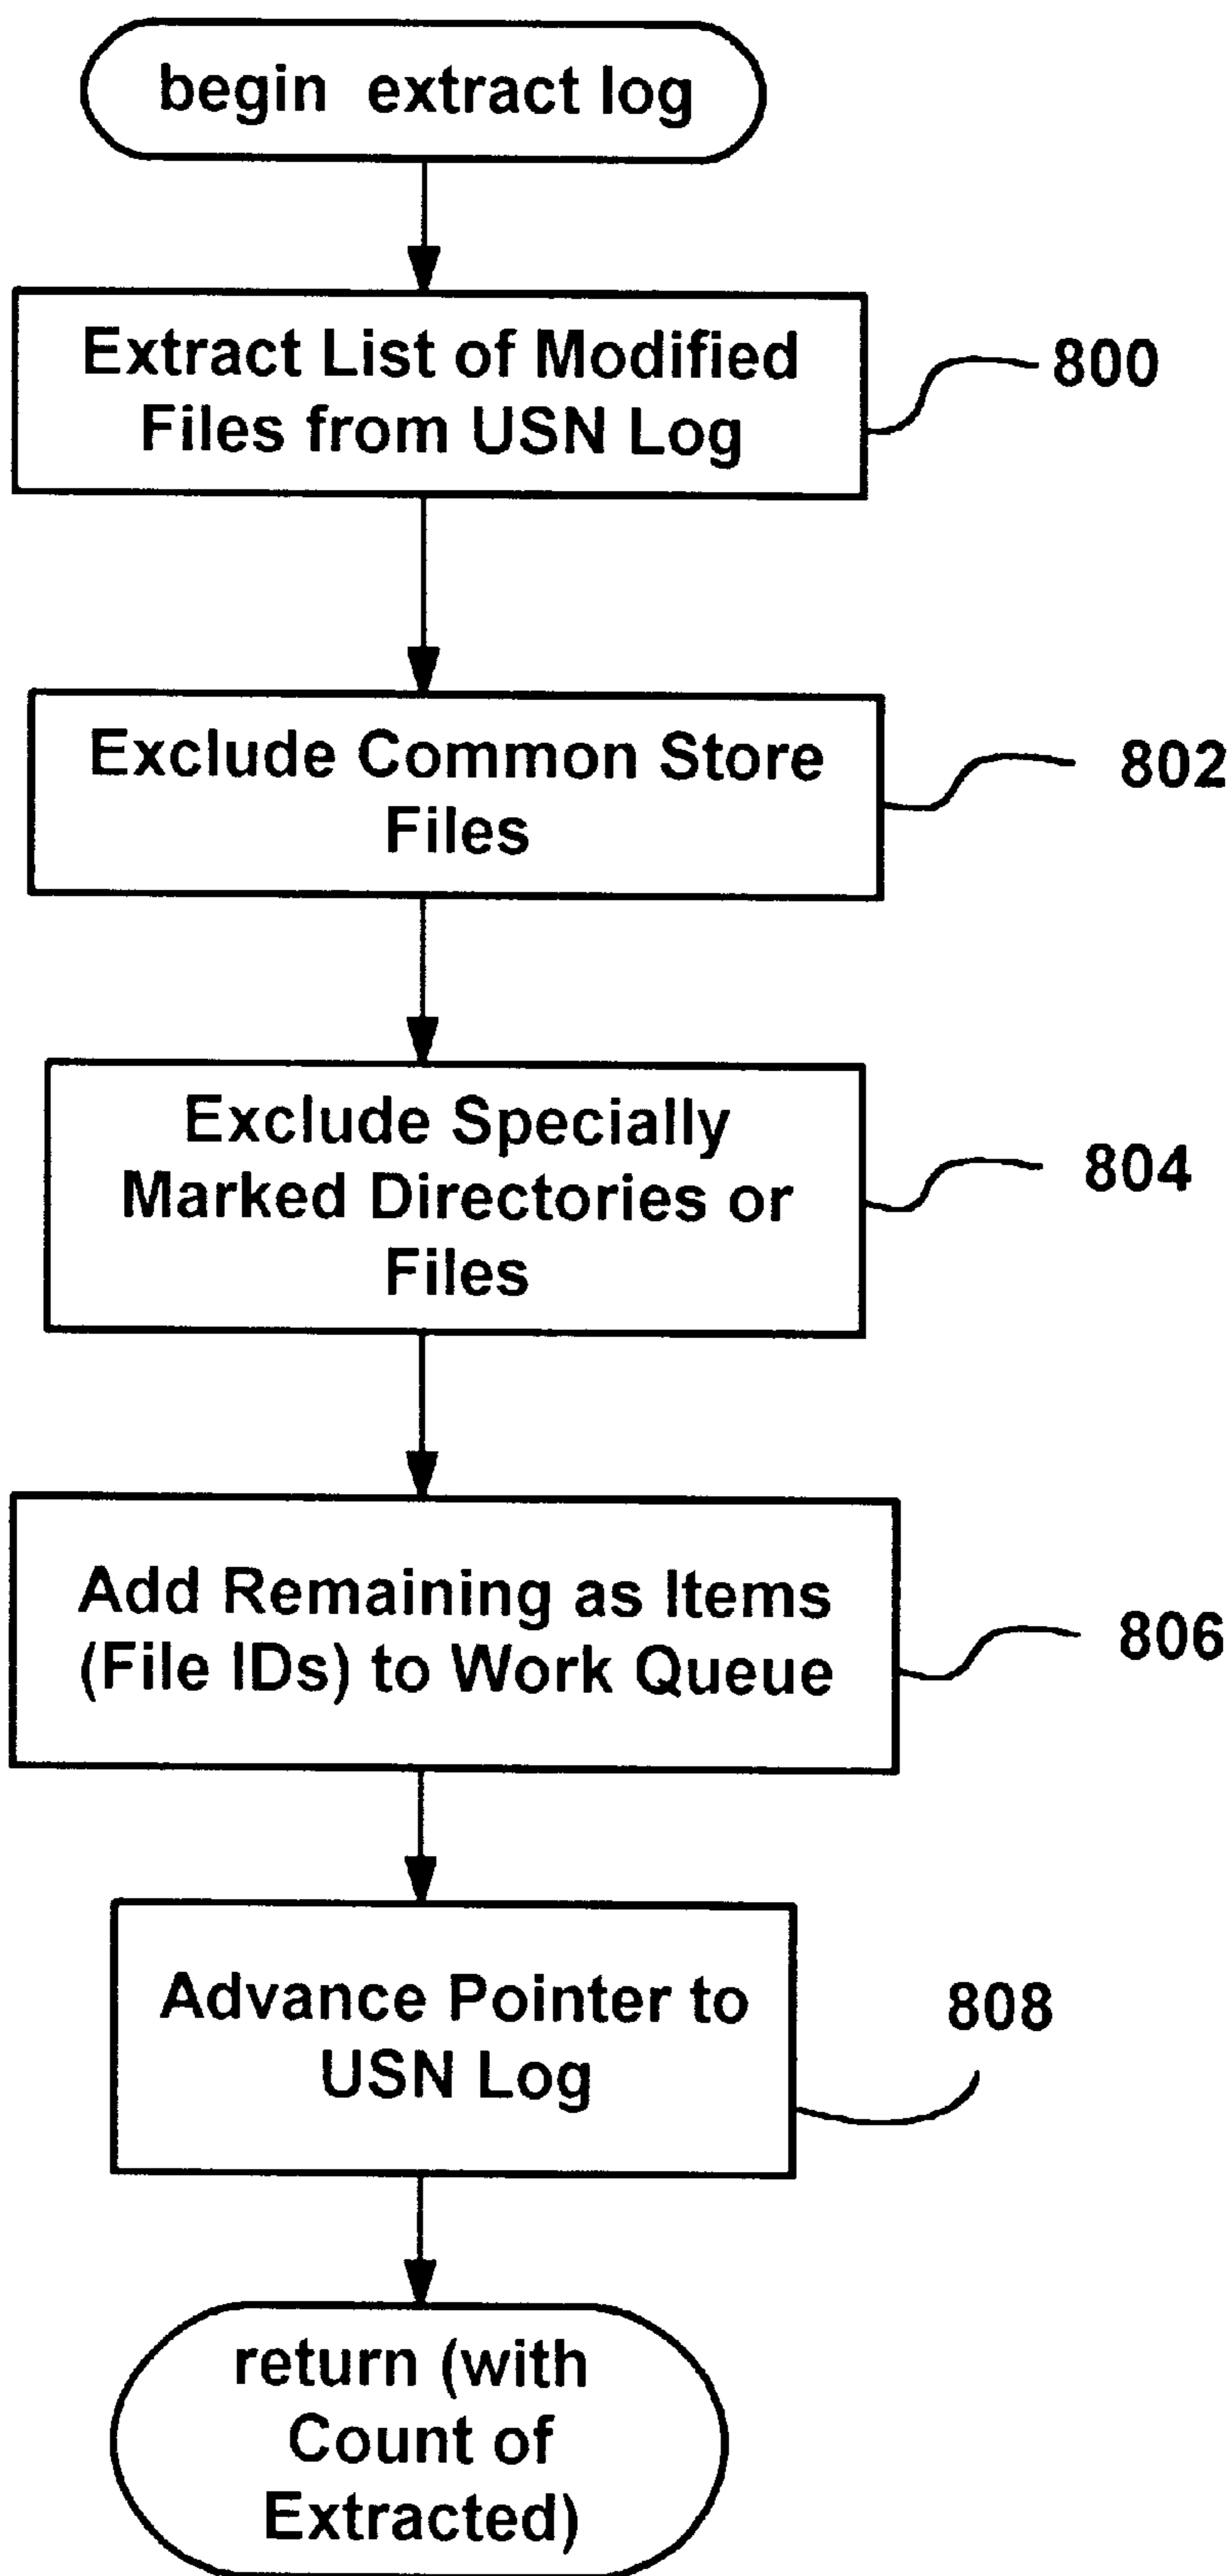 begin extract log
Extract List of Modified
Files from USN Log
800
Exclude Common Store
Files
802
Exclude Specially
Marked Directories or
Files
804
Add Remaining as Items
(File IDs) to Work Queue
806
Advance Pointer to
USN Log
808
return (with
Count of
Extracted)